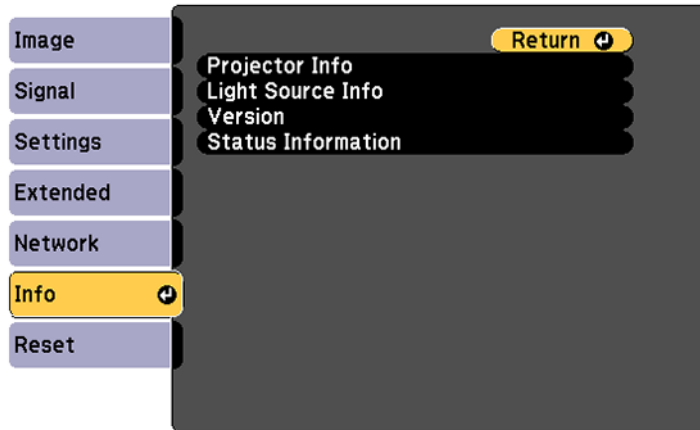 Image
Signal
Settings
Extended
Network
Info
Reset
Return
Projector Info
Light Source Info
Version
Status Information